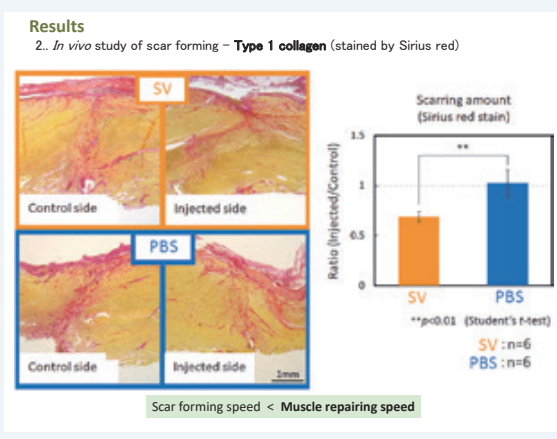 Results
2.. In vivo study of scar forming – Type 1 collagen (stained by Sirius red)
SV
Control side
Injected side
PBS
Control side
Injected side
1mm
Scarring amount
(Sirius red stain)
Ratio (Injected/Control)
1.5
1
0.5
0
**
SV
PBS
**p<0.01 (Student's t-test)
SV : n=6
PBS : n=6
Scar forming speed < Muscle repairing speed